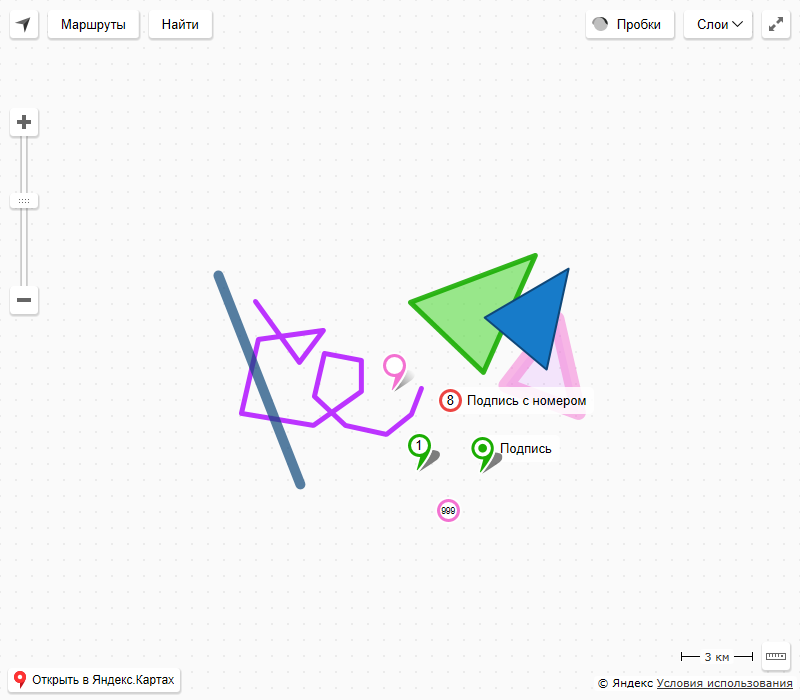 Маршруты
Найти
Пробки
Слои
8 Подпись с номером
1
Подпись
999
3 км
Открыть в Яндекс.Картах
© Яндекс Условия использования